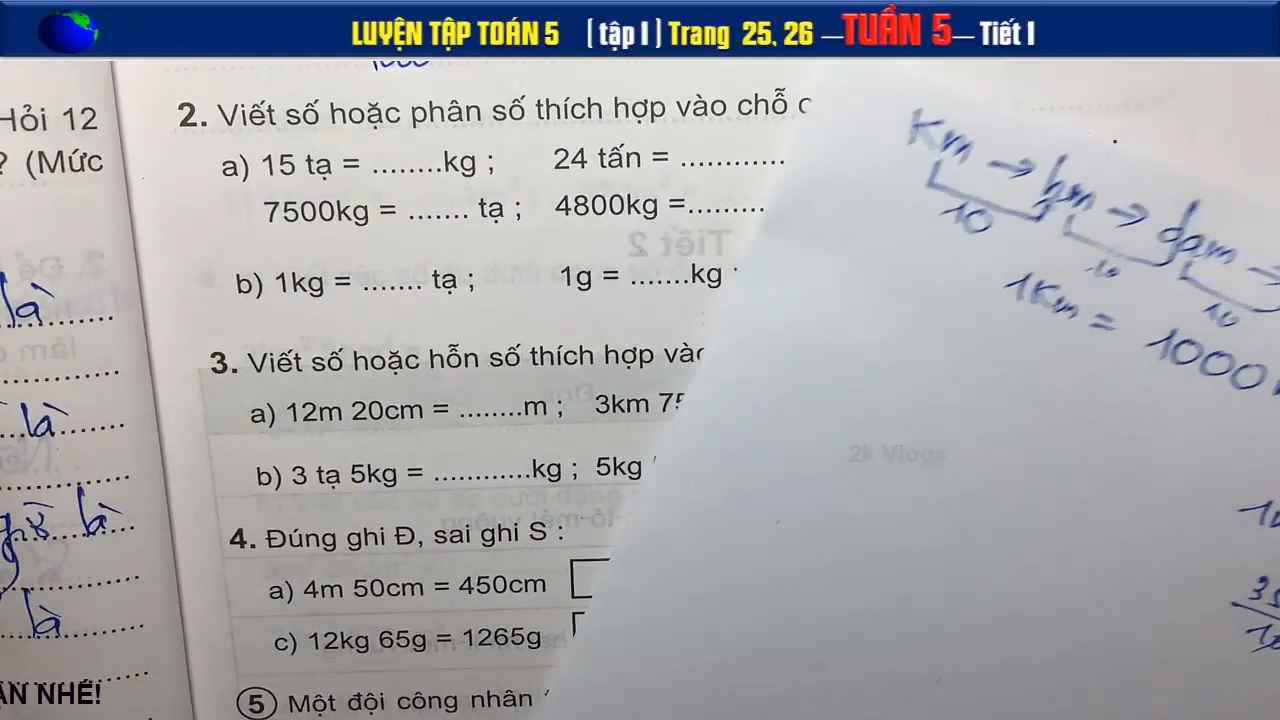 LUYỆN TẬP TOÁN 5 ( tập 1 ) Trang 25, 26 – TUẦN 5 – Tiết 1
Hỏi 12
? (Mức
là
là
là
ẠN NHÉ!
2. Viết số hoặc phân số thích hợp vào chỗ c
a) 15 tạ = ........kg ; 24 tấn = ............
7500kg = ....... tạ ; 4800kg =.........
b) 1kg = ....... tạ ; 1g = .......kg
3. Viết số hoặc hỗn số thích hợp và
a) 12m 20cm = ........m ; 3km 75
b) 3 tạ 5kg = ............kg ; 5kg
4. Đúng ghi Đ, sai ghi S :
a) 4m 50cm = 450cm
c) 12kg 65g = 1265g
5 Một đội công nhân
Km → hm → dam →
10 10 10
1Km = 1000
2k Vlogs